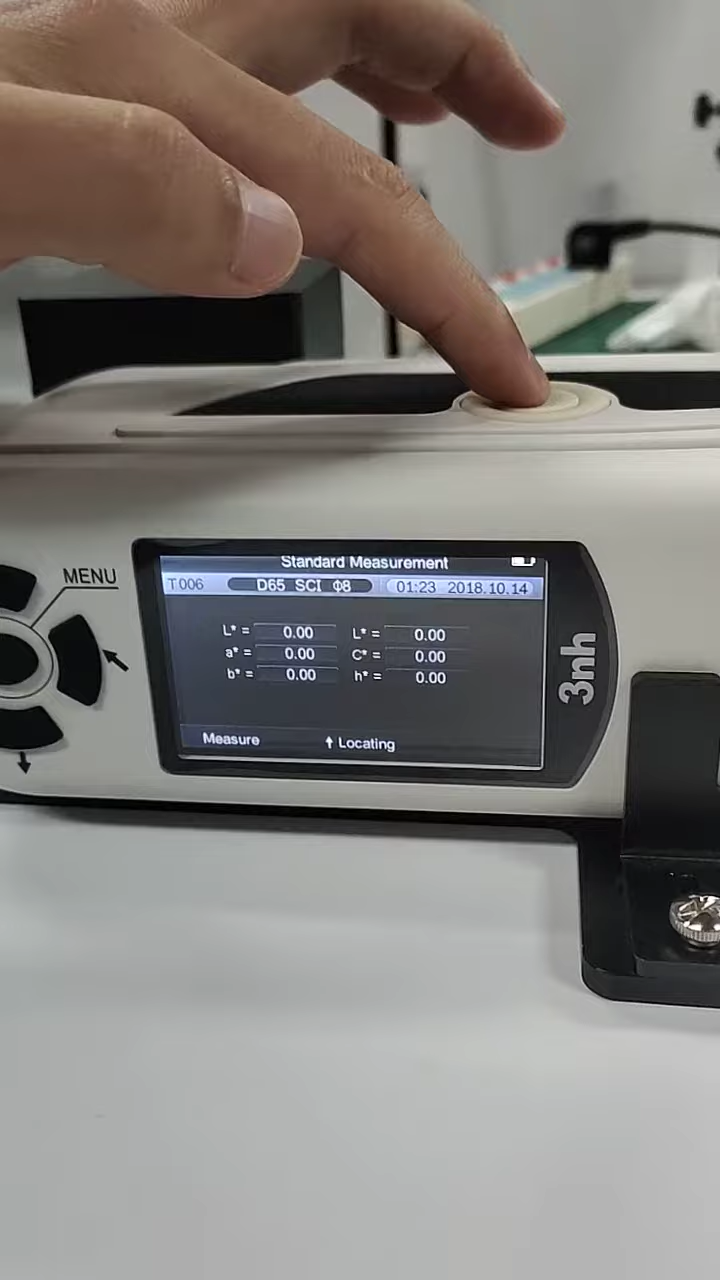 MENU
Standard Measurement
T006 D65 SCI Φ8 01:23 2018.10.14
L* = 0.00 L* = 0.00
a* = 0.00 C* = 0.00
b* = 0.00 h* = 0.00
Measure ↑ Locating
3nh